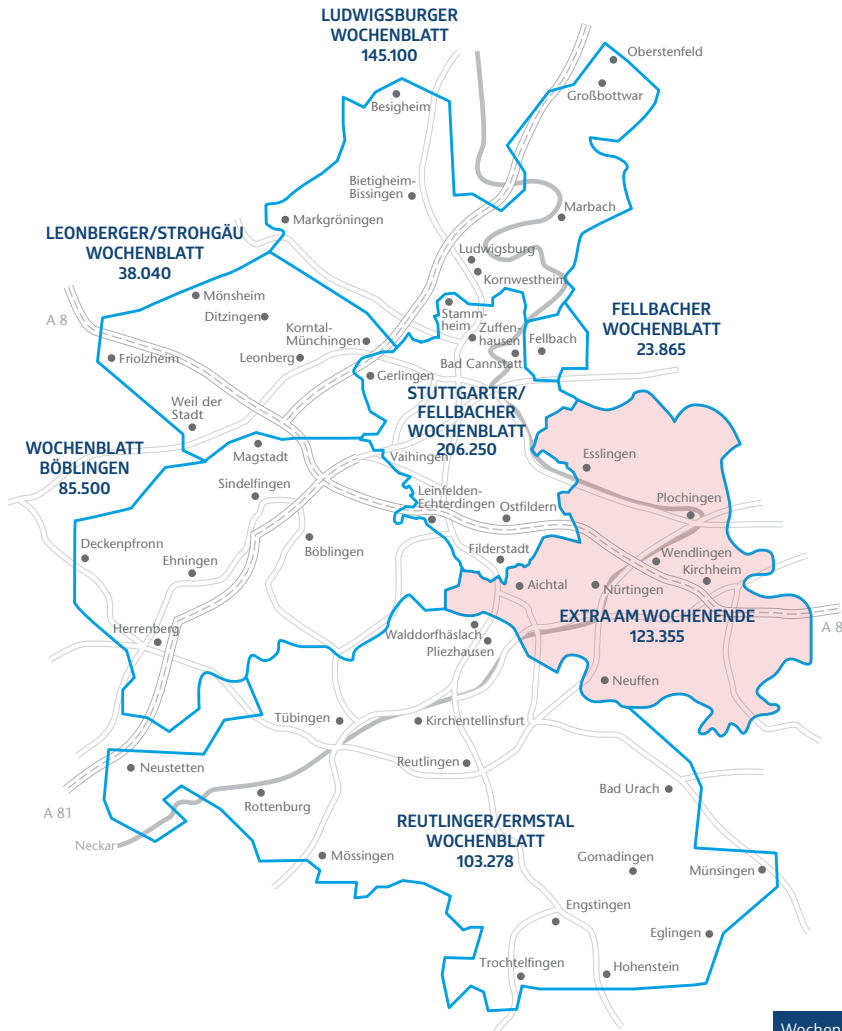 LUDWIGSBURGER
WOCHENBLATT
145.100
Oberstenfeld
Großbottwar
Besigheim
Bietigheim-
Bissingen
Markgröningen
Marbach
LEONBERGER/STROHGÄU
WOCHENBLATT
38.040
Ludwigsburg
Kornwestheim
Mönsheim
Ditzingen
A 8
Korntal-
Münchingen
Stamm-
heim
Zuffen-
hausen
Fellbach
FELLBACHER
WOCHENBLATT
23.865
Friolzheim
Leonberg
Bad Cannstatt
Gerlingen
STUTTGARTER/
FELLBACHER
WOCHENBLATT
206.250
Weil der
Stadt
WOCHENBLATT
BÖBLINGEN
85.500
Magstadt
Vaihingen
Esslingen
Sindelfingen
Leinfelden-
Echterdingen
Ostfildern
Plochingen
Deckenpfronn
Ehningen
Böblingen
Filderstadt
Wendlingen
Kirchheim
Aichtal
Nürtingen
EXTRA AM WOCHENENDE
123.355
A 8
Herrenberg
Walddorfhäslach
Pliezhausen
Neuffen
Tübingen
Kirchentellinsfurt
Neustetten
Reutlingen
Rottenburg
Bad Urach
A 81
Neckar
REUTLINGER/ERMSTAL
WOCHENBLATT
103.278
Mössingen
Gomadingen
Münsingen
Engstingen
Eglingen
Trochtelfingen
Hohenstein